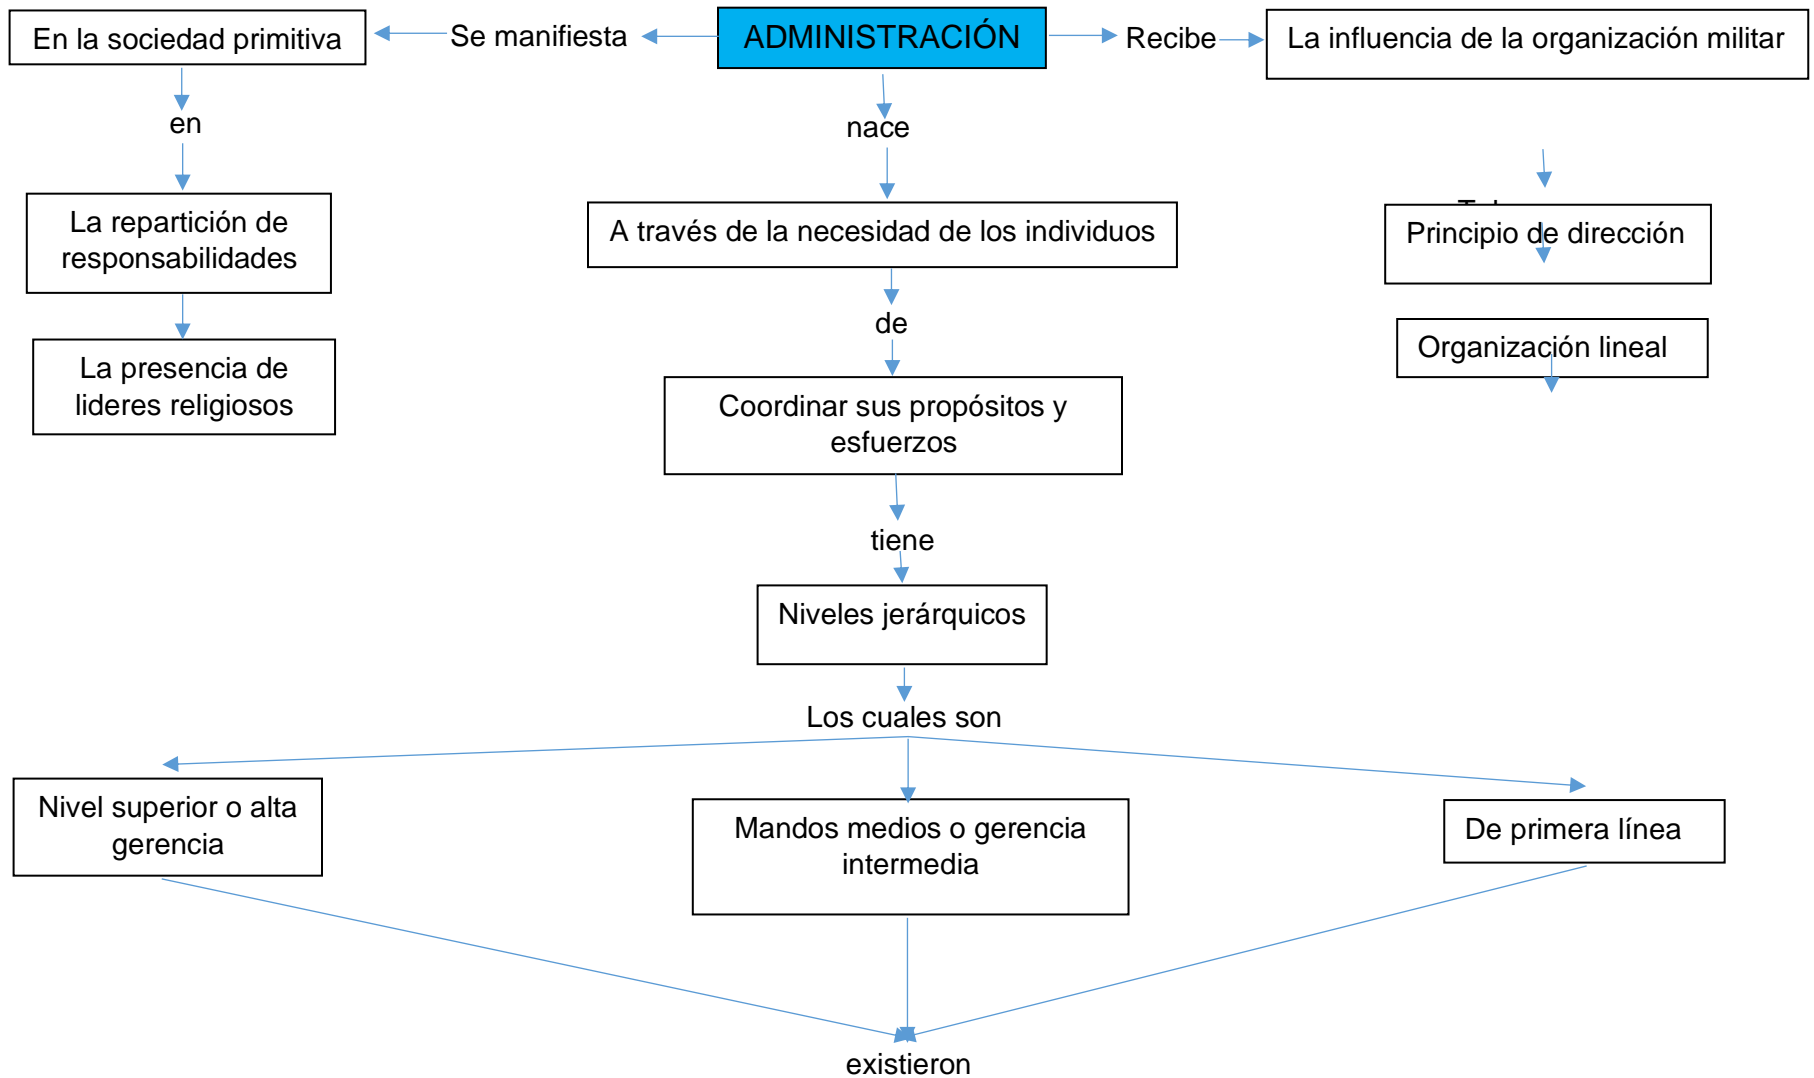 En la sociedad primitiva
Se manifiesta
ADMINISTRACIÓN
Recibe
La influencia de la organización militar
en
nace
La repartición de
responsabilidades
A través de la necesidad de los individuos
Principio de dirección
La presencia de
lideres religiosos
de
Organización lineal
Coordinar sus propósitos y
esfuerzos
tiene
Niveles jerárquicos
Los cuales son
Nivel superior o alta
gerencia
Mandos medios o gerencia
intermedia
De primera línea
existieron